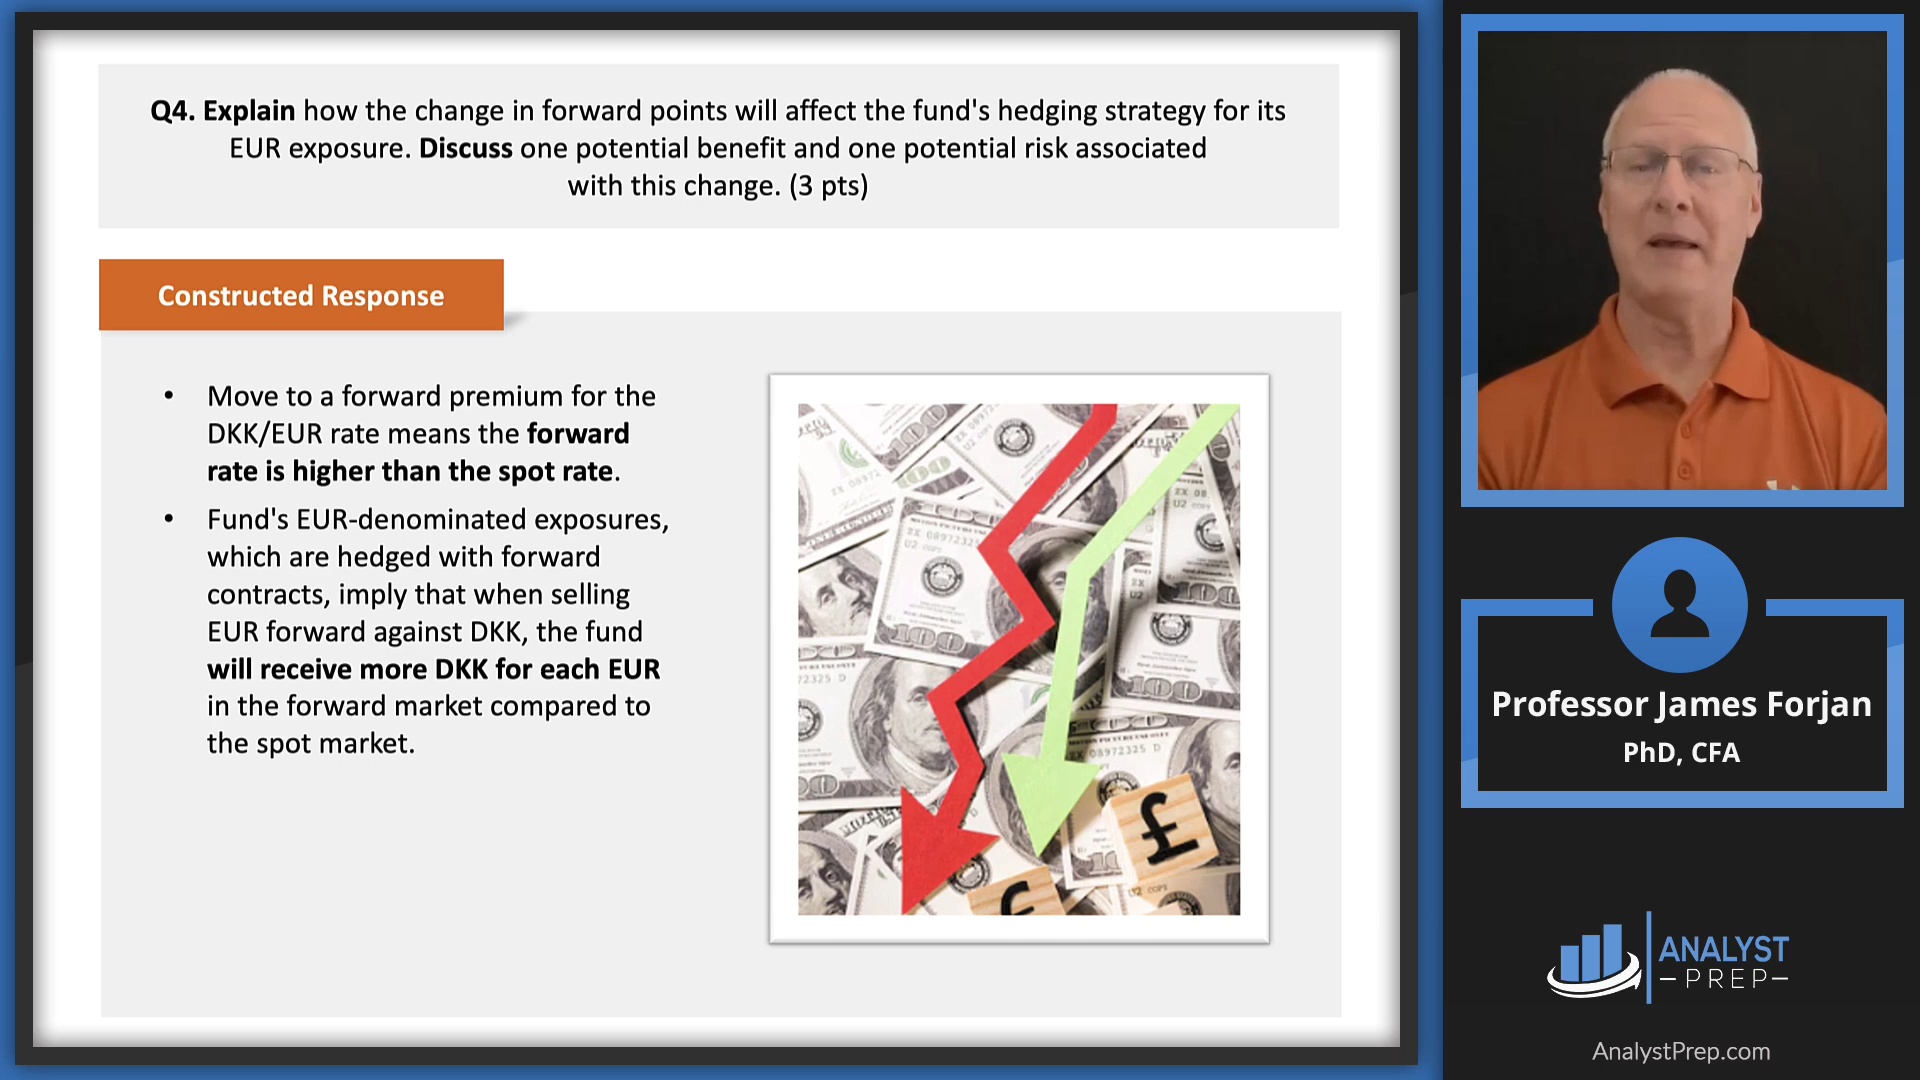 Q4. Explain how the change in forward points will affect the fund's hedging strategy for its
EUR exposure. Discuss one potential benefit and one potential risk associated
with this change. (3 pts)
Constructed Response
• Move to a forward premium for the
DKK/EUR rate means the forward
rate is higher than the spot rate.
• Fund's EUR-denominated exposures,
which are hedged with forward
contracts, imply that when selling
EUR forward against DKK, the fund
will receive more DKK for each EUR
in the forward market compared to
the spot market.
£
£
Professor James Forjan
PhD, CFA
ANALYST
PREP
AnalystPrep.com